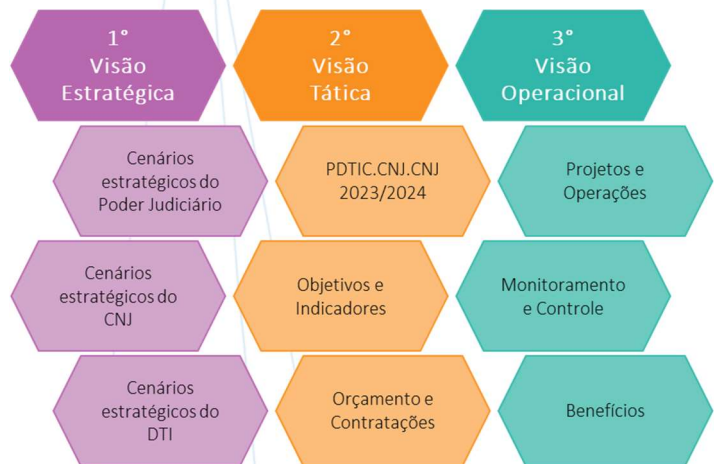 1°
Visão
Estratégica
2°
Visão
Tática
3°
Visão
Operacional
Cenários
estratégicos do
Poder Judiciário
PDTIC.CNJ.CNJ
2023/2024
Projetos e
Operações
Cenários
estratégicos do
CNJ
Objetivos e
Indicadores
Monitoramento
e Controle
Cenários
estratégicos do
DTI
Orçamento e
Contratações
Benefícios